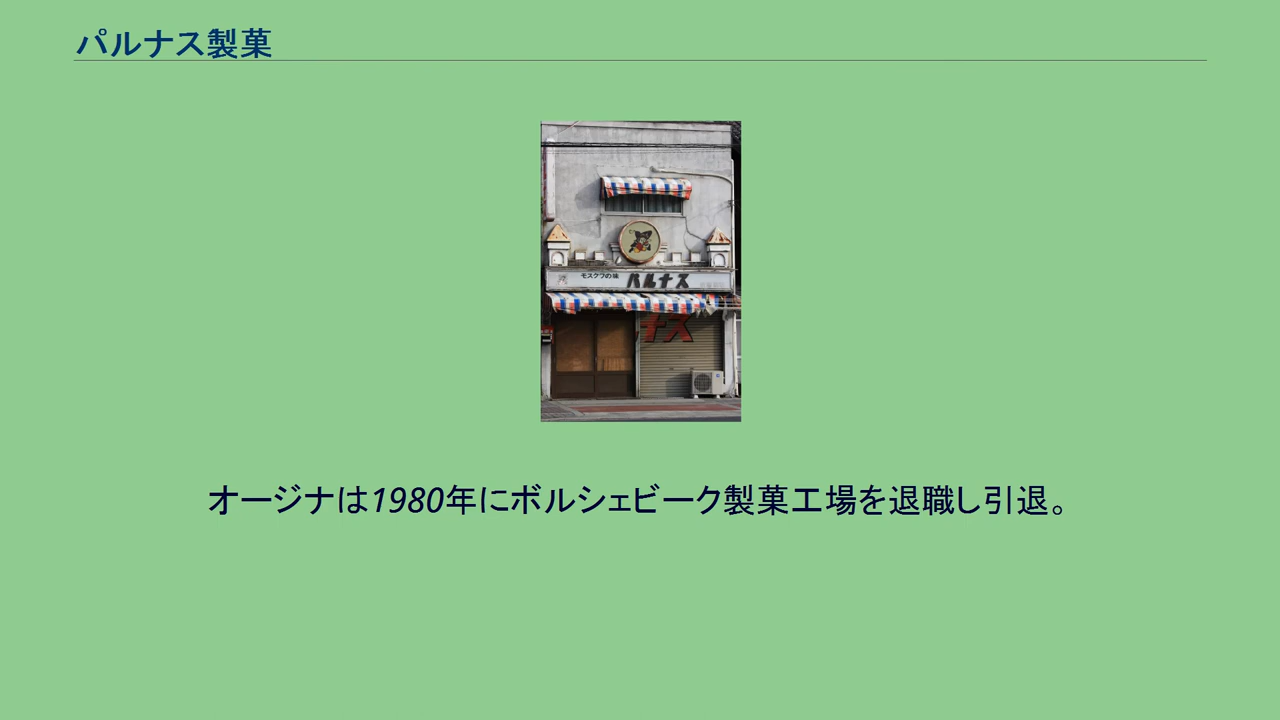 パルナス製菓
モスクワの味 パルナス
ナス
オージナは1980年にボルシェビーク製菓工場を退職し引退。